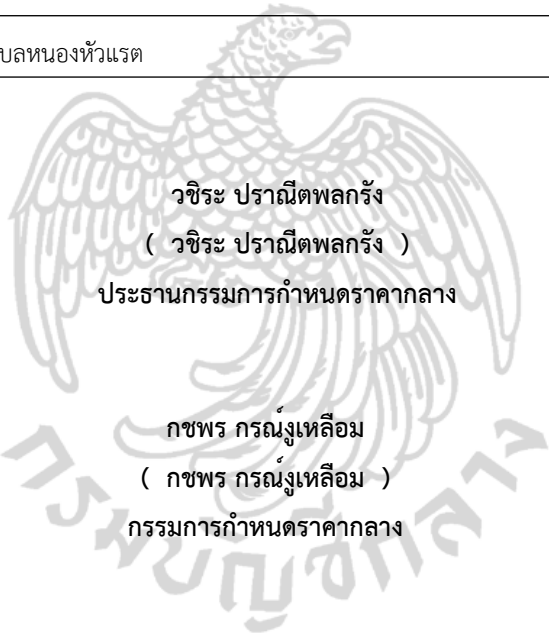 บลหนองหัวแรต
วชิระ ปราณีตพลกรัง
( วชิระ ปราณีตพลกรัง )
ประธานกรรมการกำหนดราคากลาง
กชพร กรณ์งูเหลือม
( กชพร กรณ์งูเหลือม )
กรรมการกำหนดราคากลาง
กรมบัญชีกลาง